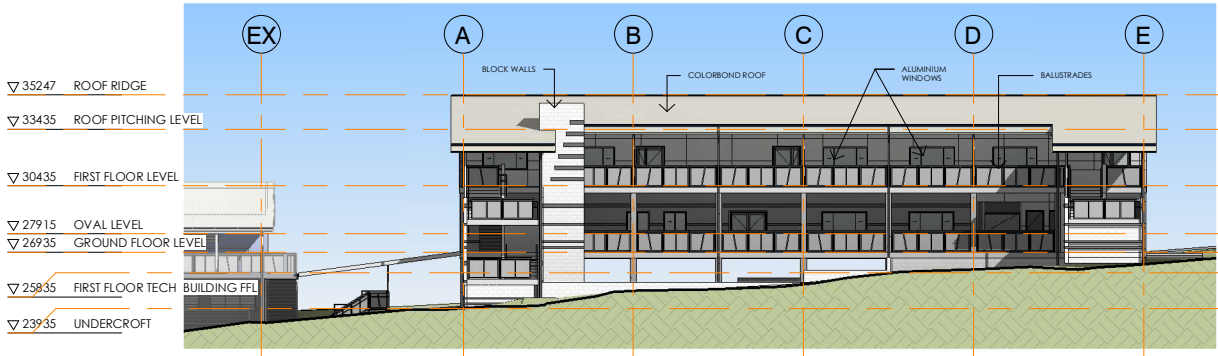 EX
A
B
C
D
E
BLOCK WALLS
COLORBOND ROOF
ALUMINIUM
WINDOWS
BALUSTRADES
35247 ROOF RIDGE
33435 ROOF PITCHING LEVEL
30435 FIRST FLOOR LEVEL
27915 OVAL LEVEL
26935 GROUND FLOOR LEVEL
25835 FIRST FLOOR TECH BUILDING FFL
23935 UNDERCROFT